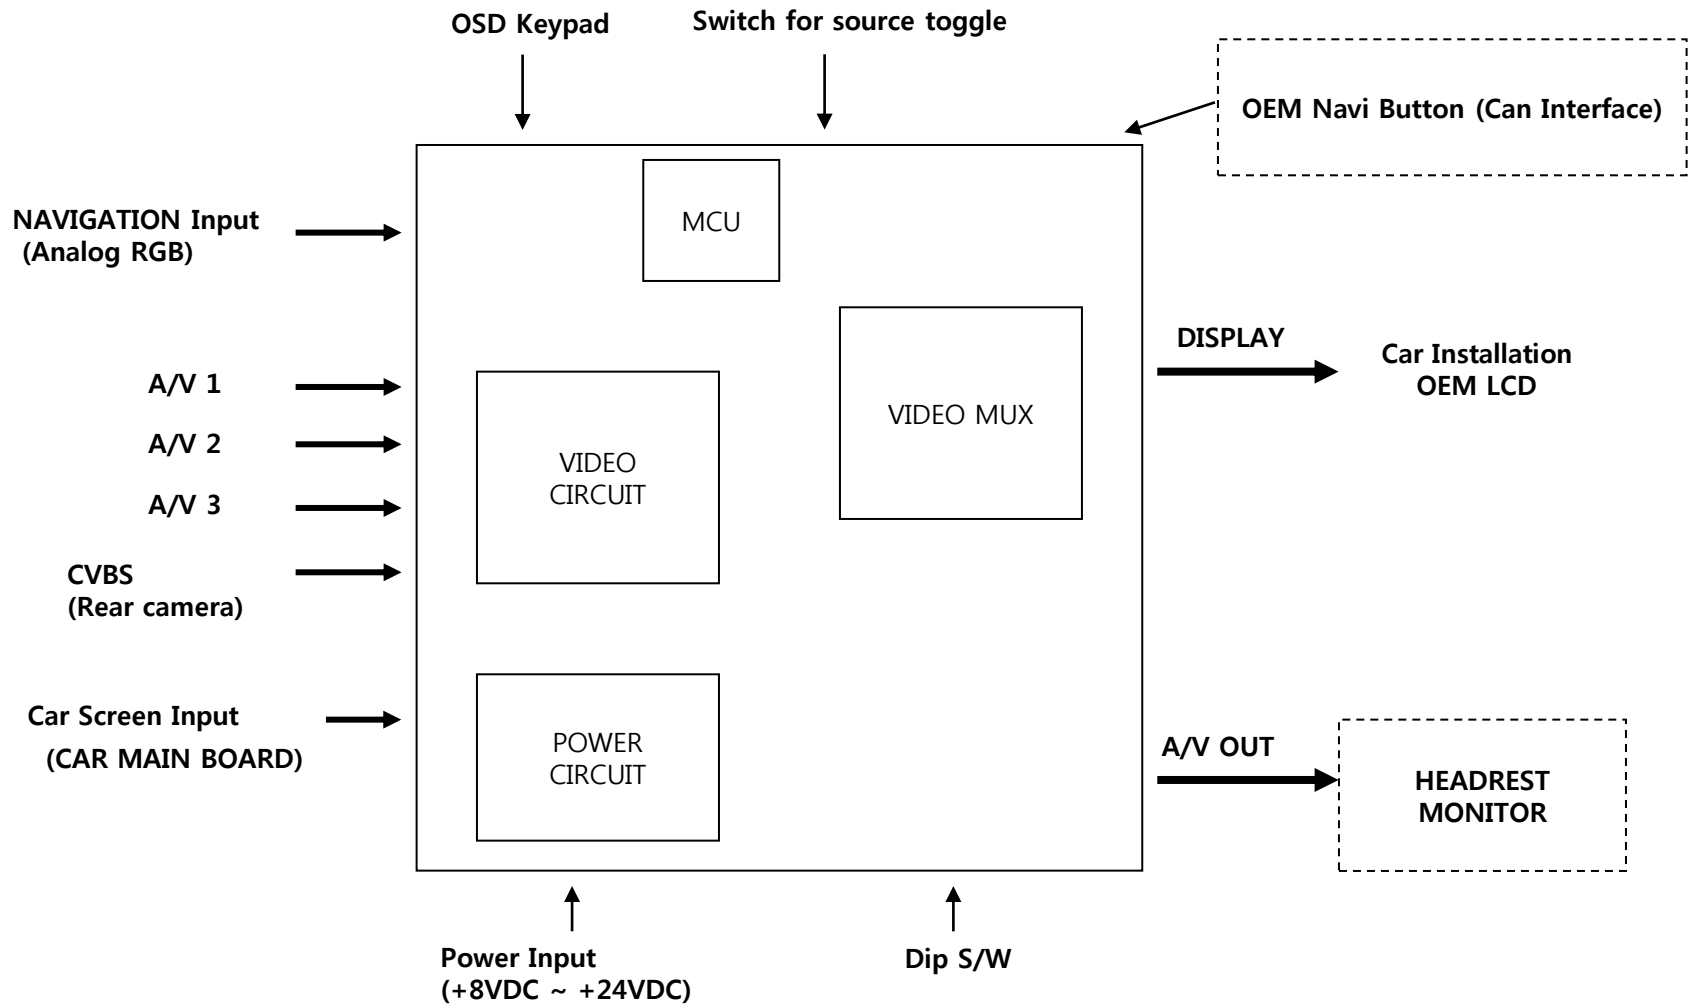 OSD Keypad
Switch for source toggle
OEM Navi Button (Can Interface)
NAVIGATION Input
(Analog RGB)
MCU
A/V 1
A/V 2
A/V 3
CVBS
(Rear camera)
VIDEO
CIRCUIT
VIDEO MUX
DISPLAY
Car Installation
OEM LCD
Car Screen Input
(CAR MAIN BOARD)
POWER
CIRCUIT
A/V OUT
HEADREST
MONITOR
Power Input
(+8VDC ~ +24VDC)
Dip S/W